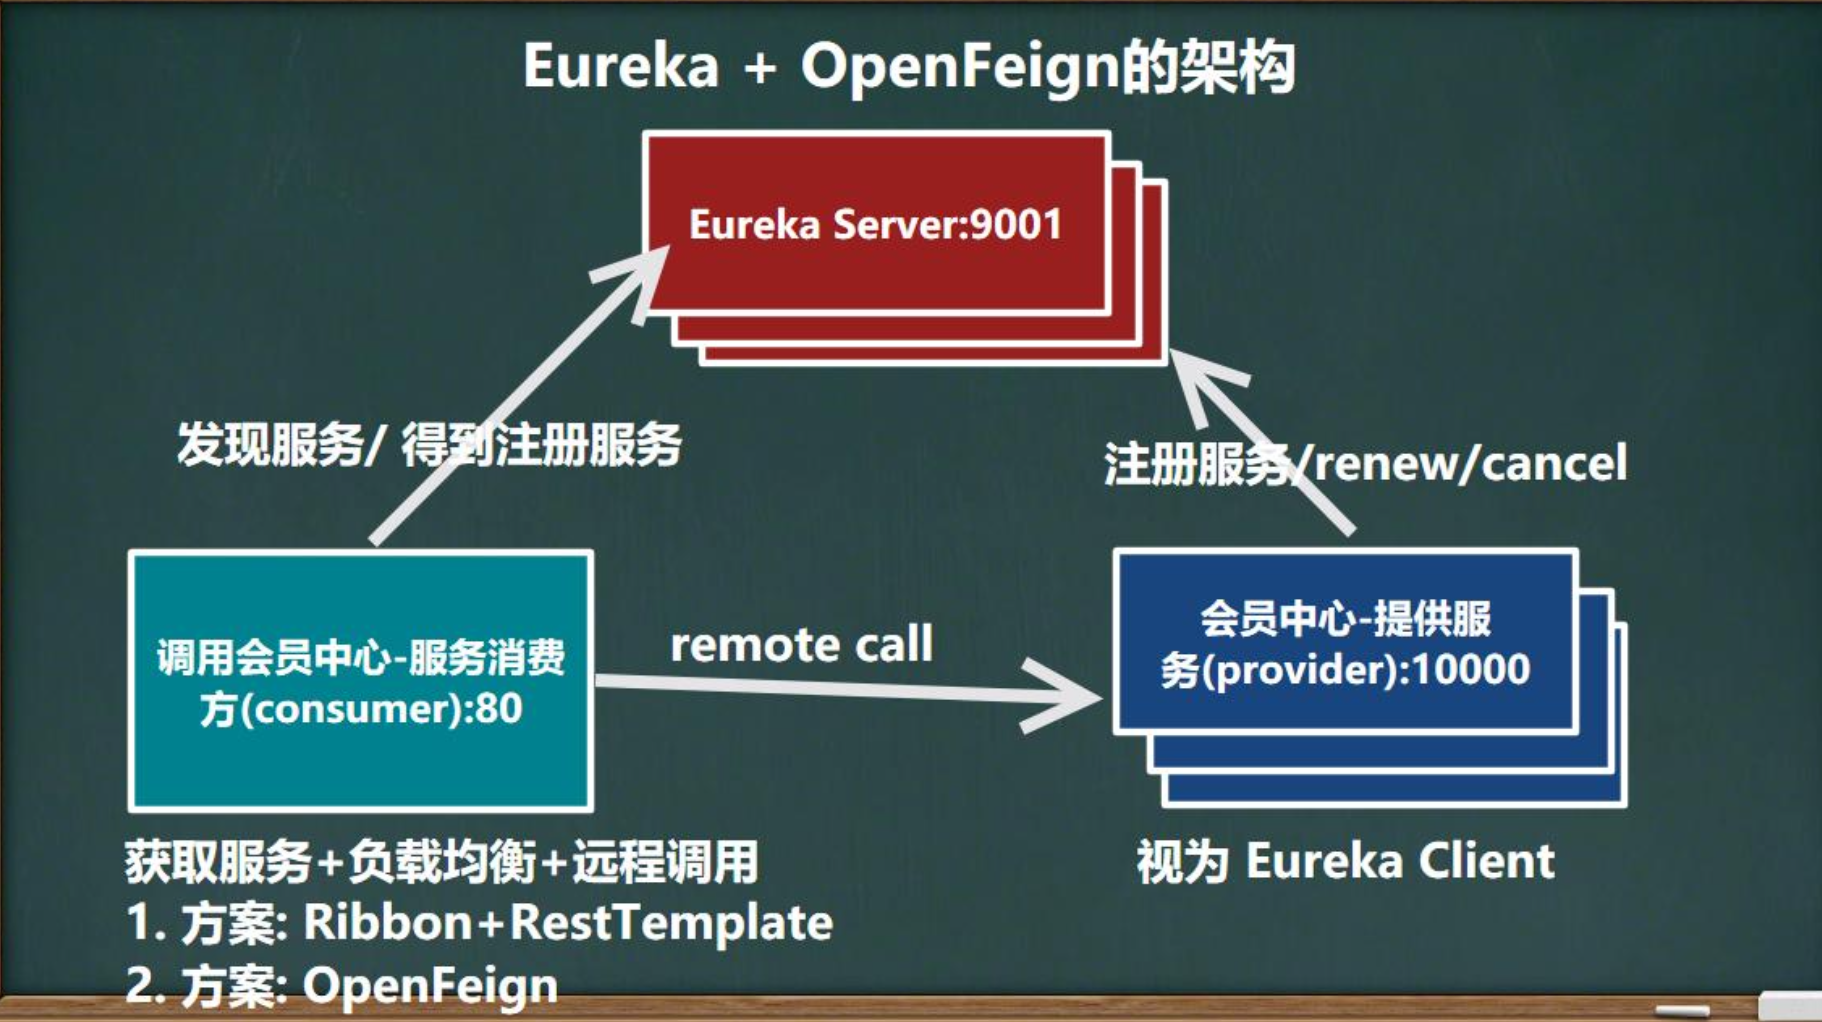 Eureka + OpenFeign的架构
Eureka Server:9001
发现服务/ 得到注册服务
注册服务/renew/cancel
调用会员中心-服务消费
方(consumer):80
remote call
会员中心-提供服
务(provider):10000
获取服务+负载均衡+远程调用
1. 方案: Ribbon+RestTemplate
2. 方案: OpenFeign
视为 Eureka Client